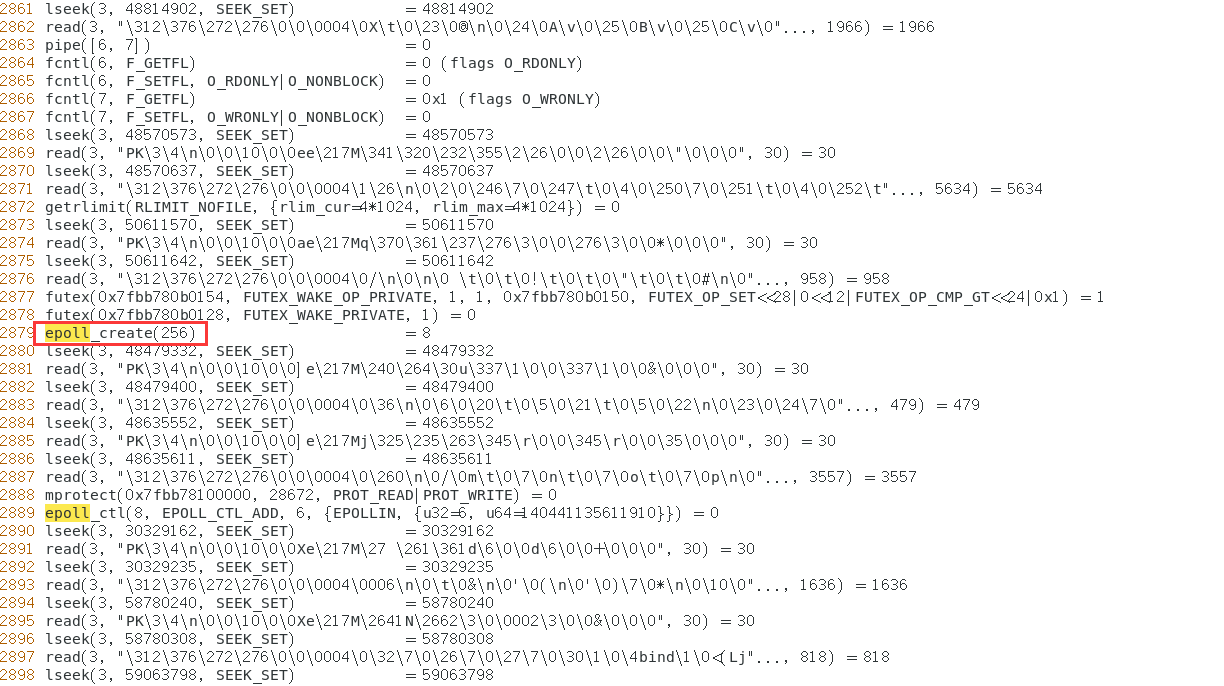 2861 lseek(3, 48814902, SEEK_SET) = 48814902
2862 read(3, "\312\376\272\276\0\0\0004\0X\t\0\23\0@\n\0\24\0A\v\0\25\0B\v\0\25\0C\v\0"..., 1966) = 1966
2863 pipe([6, 7]) = 0
2864 fcntl(6, F_GETFL) = 0 (flags O_RDONLY)
2865 fcntl(6, F_SETFL, O_RDONLY|O_NONBLOCK) = 0
2866 fcntl(7, F_GETFL) = 0x1 (flags O_WRONLY)
2867 fcntl(7, F_SETFL, O_WRONLY|O_NONBLOCK) = 0
2868 lseek(3, 48570573, SEEK_SET) = 48570573
2869 read(3, "PK\3\4\n\0\0\10\0\0ee\217M\341\320\232\355\2\26\0\0\2\26\0\0\"\0\0\0", 30) = 30
2870 lseek(3, 48570637, SEEK_SET) = 48570637
2871 read(3, "\312\376\272\276\0\0\0004\1\26\n\0\2\0\246\7\0\247\t\0\4\0\250\7\0\251\t\0\4\0\252\t"..., 5634) = 5634
2872 getrlimit(RLIMIT_NOFILE, {rlim_cur=4*1024, rlim_max=4*1024}) = 0
2873 lseek(3, 50611570, SEEK_SET) = 50611570
2874 read(3, "PK\3\4\n\0\0\10\0\0ae\217Mq\370\361\237\276\3\0\0\276\3\0\0*\0\0\0", 30) = 30
2875 lseek(3, 50611642, SEEK_SET) = 50611642
2876 read(3, "\312\376\272\276\0\0\0004\0/\n\0\n\0 \t\0\t\0!\t\0\t\0\"\t\0\t\0#\n\0"..., 958) = 958
2877 futex(0x7fbb780b0154, FUTEX_WAKE_OP_PRIVATE, 1, 1, 0x7fbb780b0150, FUTEX_OP_SET<<28|0<<12|FUTEX_OP_CMP_GT<<24|0x1) = 1
2878 futex(0x7fbb780b0128, FUTEX_WAKE_PRIVATE, 1) = 0
2879 epoll_create(256) = 8
2880 lseek(3, 48479332, SEEK_SET) = 48479332
2881 read(3, "PK\3\4\n\0\0\10\0\0]e\217M\240\264\30u\337\1\0\0\337\1\0\0&\0\0\0", 30) = 30
2882 lseek(3, 48479400, SEEK_SET) = 48479400
2883 read(3, "\312\376\272\276\0\0\0004\0\36\n\0\6\0\20\t\0\5\0\21\t\0\5\0\22\n\0\23\0\24\7\0"..., 479) = 479
2884 lseek(3, 48635552, SEEK_SET) = 48635552
2885 read(3, "PK\3\4\n\0\0\10\0\0]e\217Mj\325\235\263\345\r\0\0\345\r\0\0\35\0\0\0", 30) = 30
2886 lseek(3, 48635611, SEEK_SET) = 48635611
2887 read(3, "\312\376\272\276\0\0\0004\0\260\n\0/\0m\t\0\7\0n\t\0\7\0o\t\0\7\0p\n\0"..., 3557) = 3557
2888 mprotect(0x7fbb78100000, 28672, PROT_READ|PROT_WRITE) = 0
2889 epoll_ctl(8, EPOLL_CTL_ADD, 6, {EPOLLIN, {u32=6, u64=140441135611910}}) = 0
2890 lseek(3, 30329162, SEEK_SET) = 30329162
2891 read(3, "PK\3\4\n\0\0\10\0\0Xe\217M\27 \261\361d\6\0\0d\6\0\0+\0\0\0", 30) = 30
2892 lseek(3, 30329235, SEEK_SET) = 30329235
2893 read(3, "\312\376\272\276\0\0\0004\0006\n\0\t\0&\n\0'\0(\n\0'\0)\7\0*\n\0\10\0"..., 1636) = 1636
2894 lseek(3, 58780240, SEEK_SET) = 58780240
2895 read(3, "PK\3\4\n\0\0\10\0\0Xe\217M\2641N\2662\3\0\0002\3\0\0&\0\0\0", 30) = 30
2896 lseek(3, 58780308, SEEK_SET) = 58780308
2897 read(3, "\312\376\272\276\0\0\0004\0\32\7\0\26\7\0\27\7\0\30\1\0\4bind\1\0<(Lj"..., 818) = 818
2898 lseek(3, 59063798, SEEK_SET) = 59063798